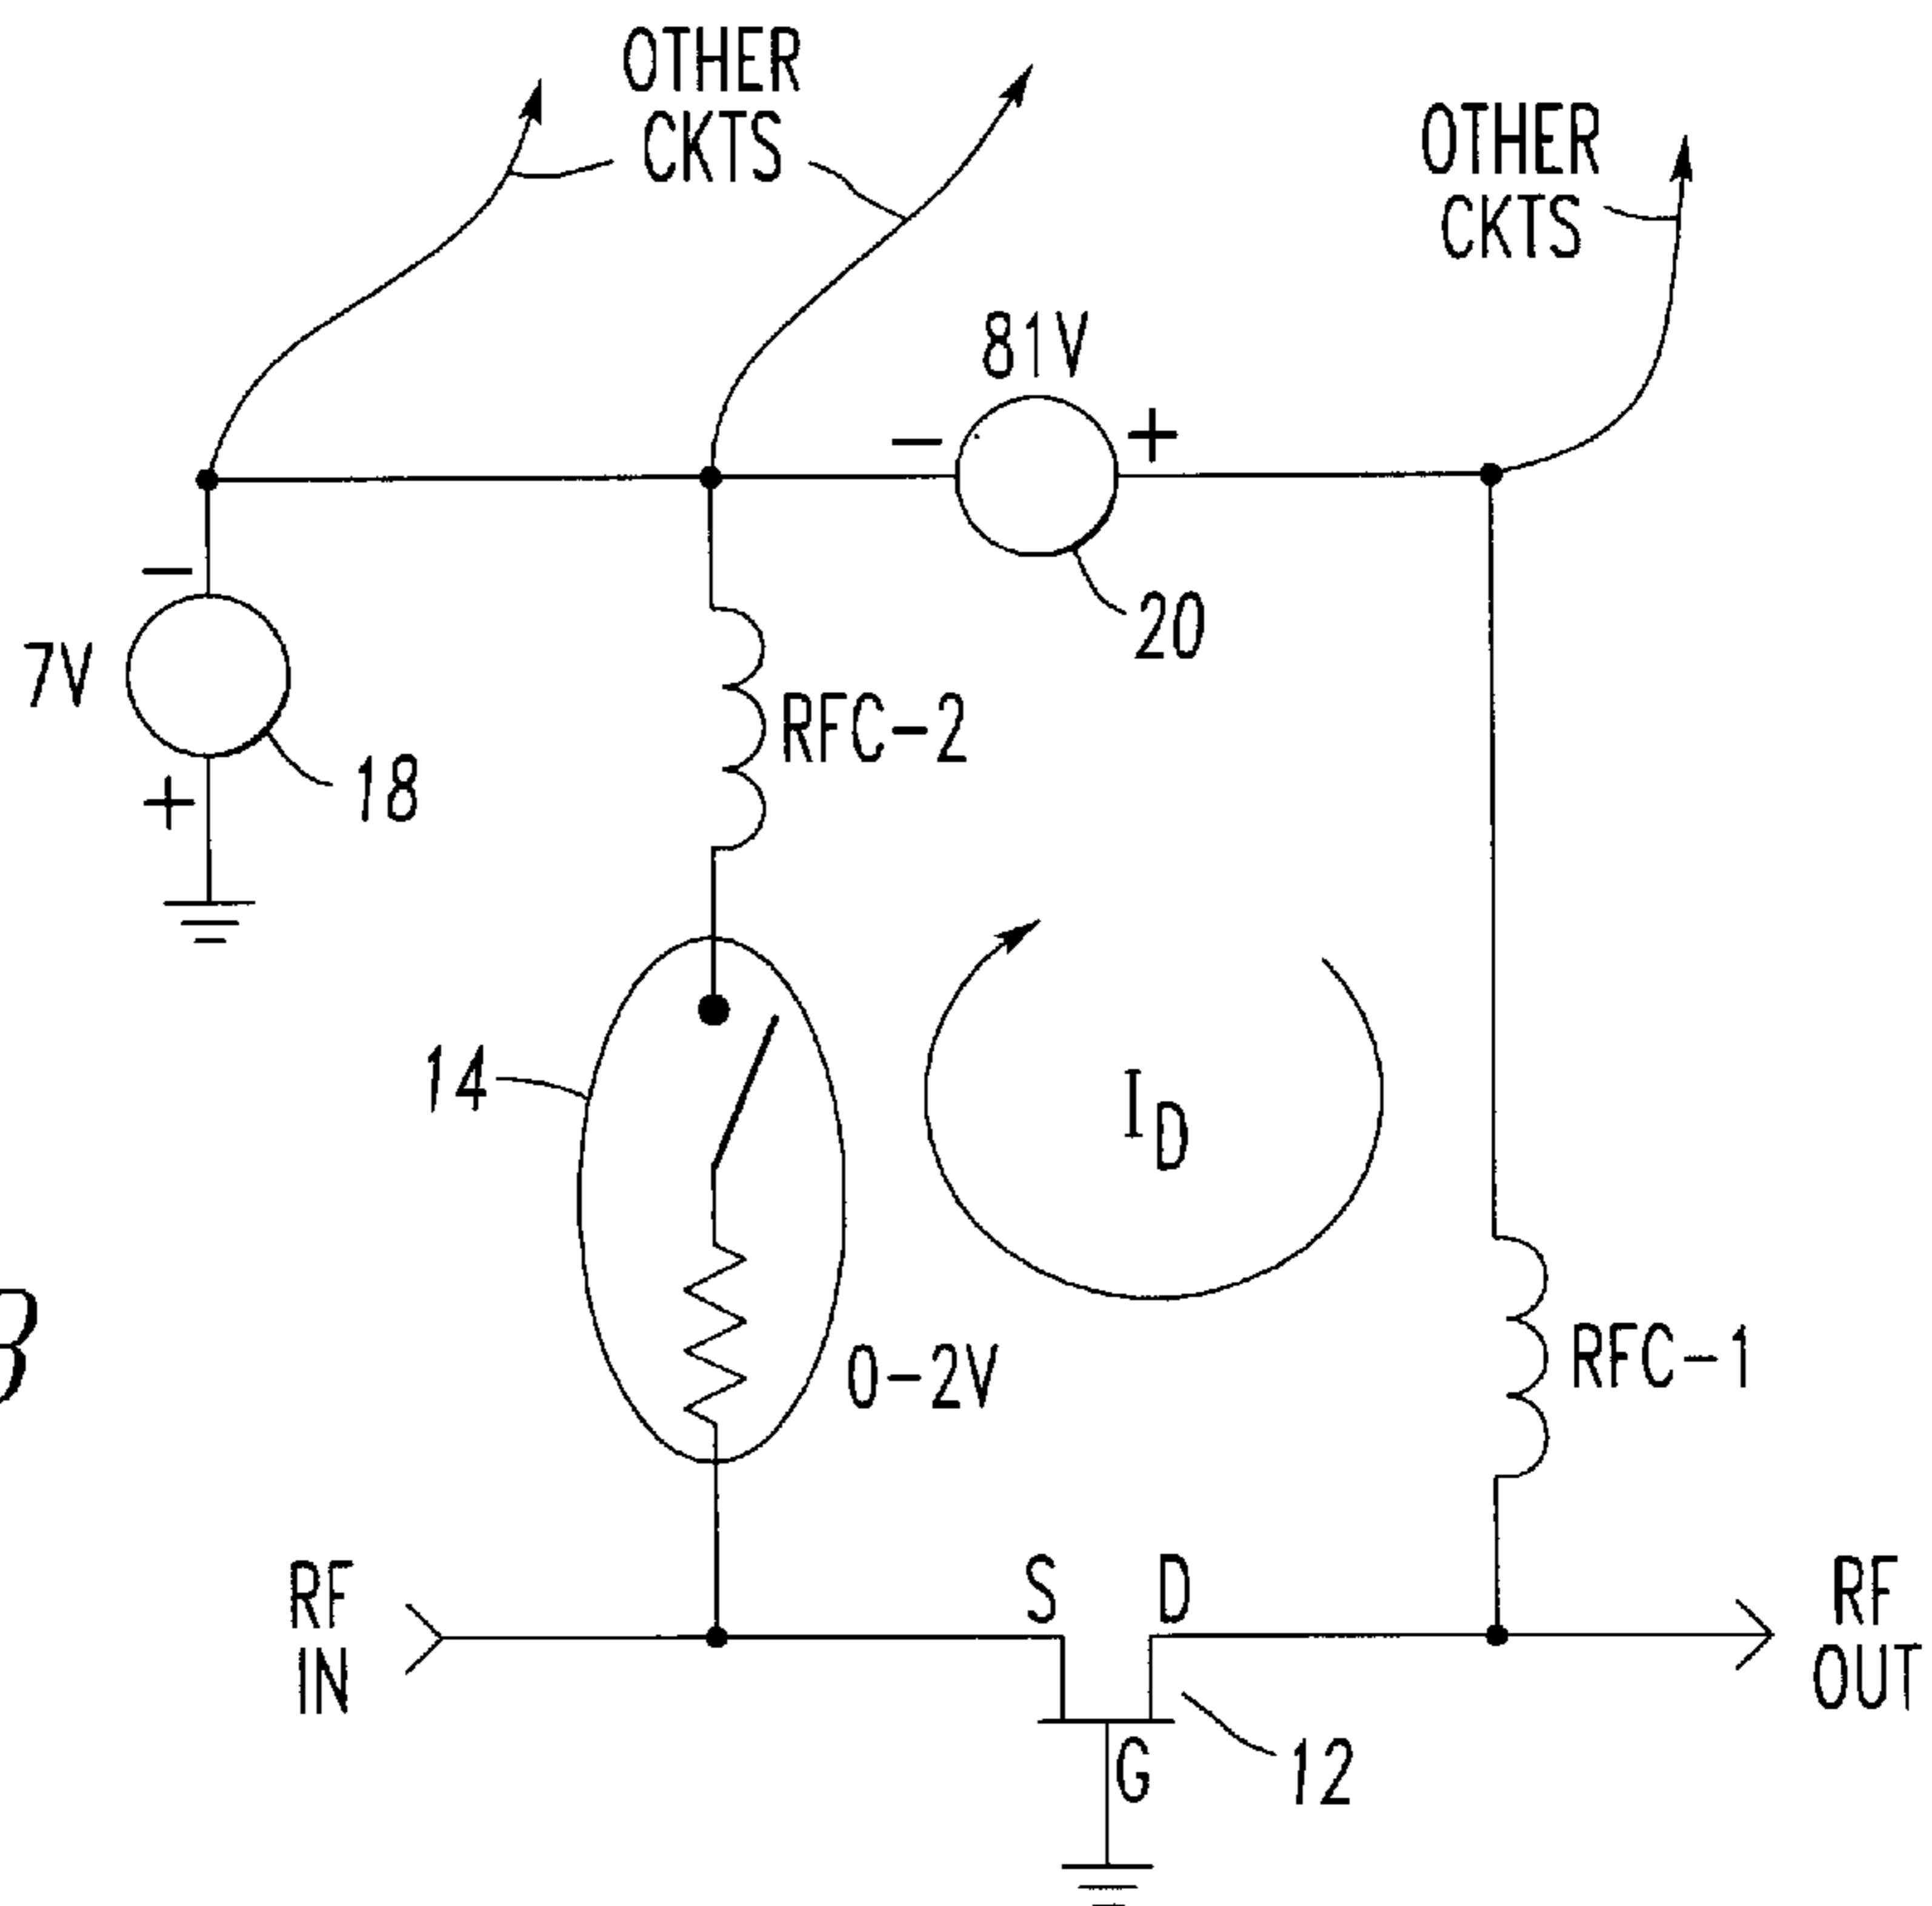 OTHER
CKTS
OTHER
CKTS
81V
-
+
20
-
7V
+
18
RFC-2
14
I_D
0-2V
RFC-1
RF
IN
S
D
G
12
RF
OUT